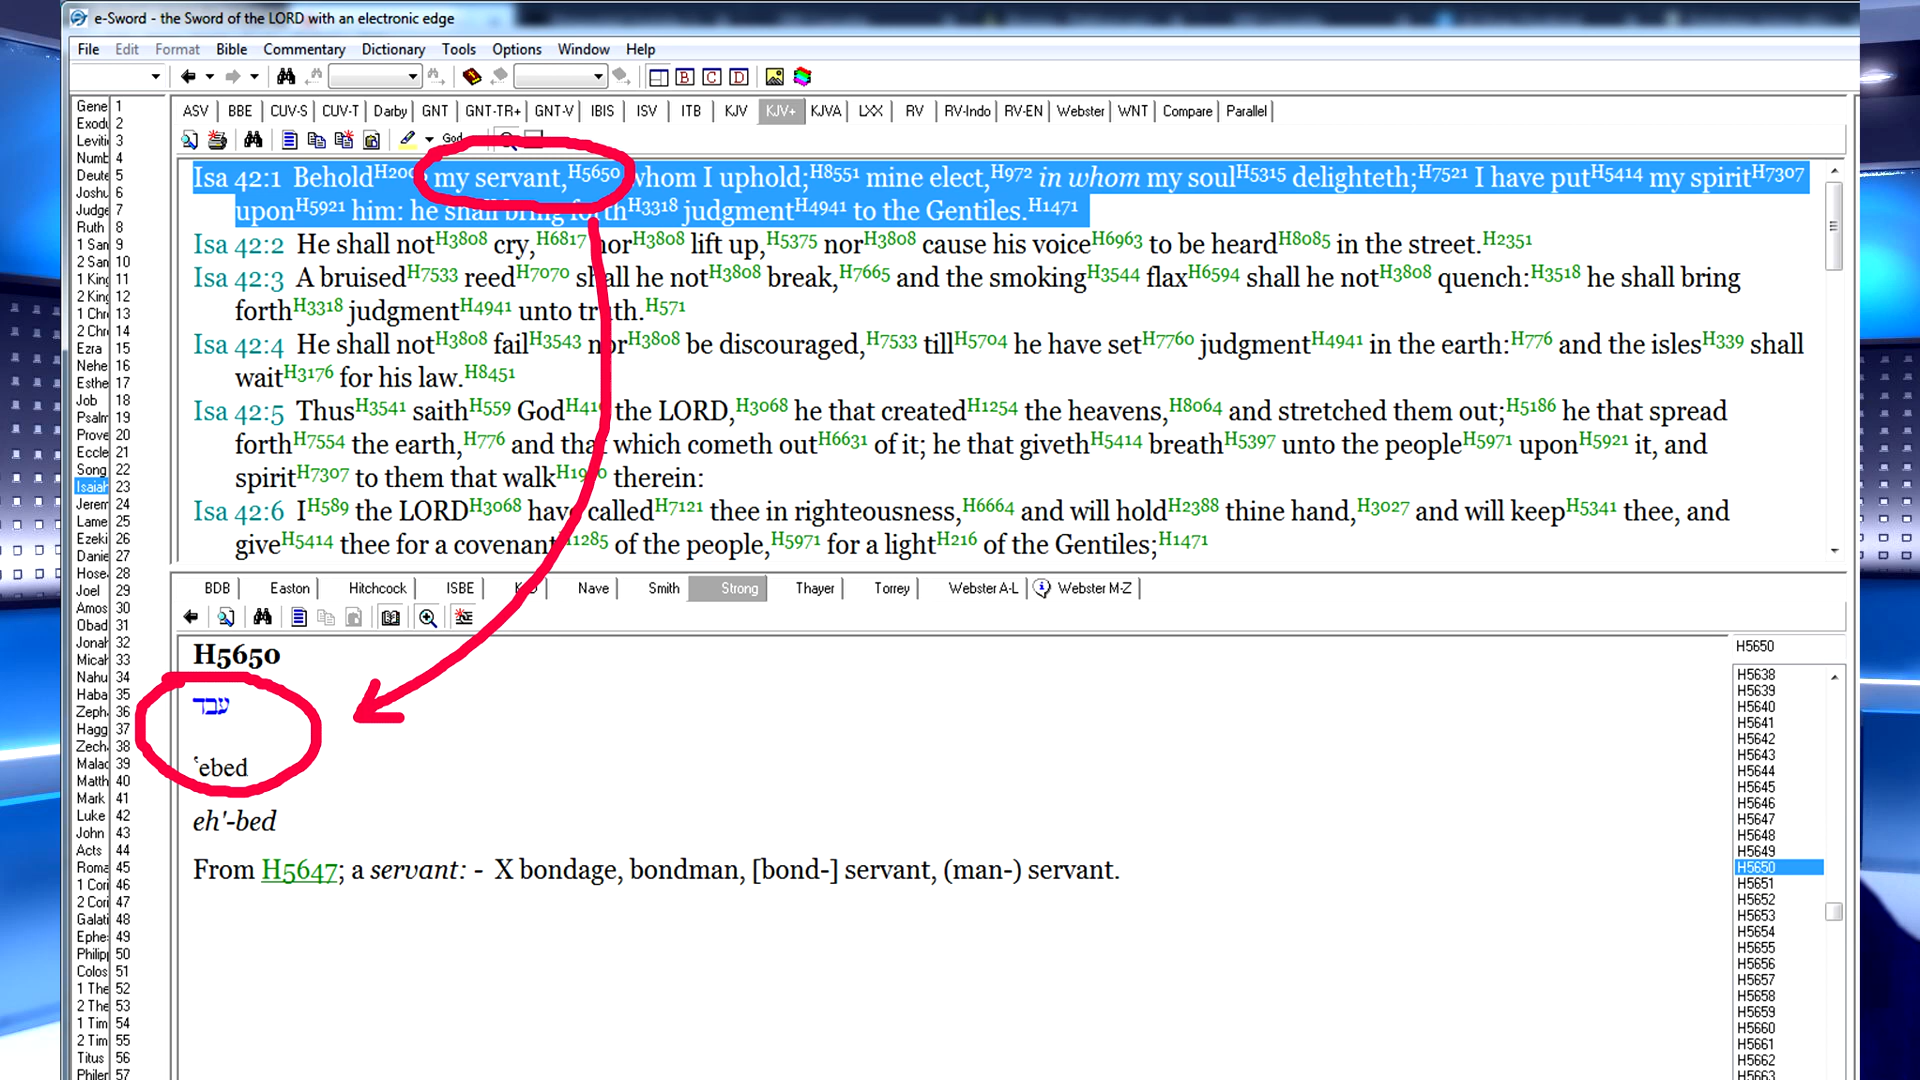 e-Sword - the Sword of the LORD with an electronic edge
File Edit Format Bible Commentary Dictionary Tools Options Window Help
B C D
ASV BBE CUV-S CUV-T Darby GNT GNT-TR+ GNT-V IBIS ISV ITB KJV KJV+ KJVA LXX RV RV-Indo RV-EN Webster WNT Compare Parallel
God
Isa 42:1 Behold my servant,H5650 whom I uphold;H8551 mine elect,H972 in whom my soulH5315 delighteth;H7521 I have putH5414 my spiritH7307
uponH5921 him: he shall bring forthH3318 judgmentH4941 to the Gentiles.H1471
Isa 42:2 He shall notH3808 cry,H6817 norH3808 lift up,H5375 norH3808 cause his voiceH6963 to be heardH8085 in the street.H2351
Isa 42:3 A bruisedH7533 reedH7070 shall he notH3808 break,H7665 and the smokingH3544 flaxH6594 shall he notH3808 quench:H3518 he shall bring
forthH3318 judgmentH4941 unto truth.H571
Isa 42:4 He shall notH3808 failH3543 norH3808 be discouraged,H7533 tillH5704 he have setH7760 judgmentH4941 in the earth:H776 and the islesH339 shall
waitH3176 for his law.H8451
Isa 42:5 ThusH3541 saithH559 God the LORD,H3068 he that createdH1254 the heavens,H8064 and stretched them out;H5186 he that spread
forthH7554 the earth,H776 and that which cometh outH6631 of it; he that givethH5414 breathH5397 unto the peopleH5971 uponH5921 it, and
spiritH7307 to them that walk therein:
Isa 42:6 IH589 the LORDH3068 have calledH7121 thee in righteousness,H6664 and will holdH2388 thine hand,H3027 and will keepH5341 thee, and
giveH5414 thee for a covenantH1285 of the people,H5971 for a lightH216 of the Gentiles;H1471
BDB Easton Hitchcock ISBE Nave Smith Strong Thayer Torrey Webster A-L Webster M-Z
H5650
עבד
‛ebed
eh'-bed
From H5647; a servant: - X bondage, bondman, [bond-] servant, (man-) servant.
Gene 1
Exodu 2
Leviti 3
Numb 4
Deute 5
Joshu 6
Judge 7
Ruth 8
1 San 9
2 San 10
1 King 11
2 King 12
1 Chr 13
2 Chr 14
Ezra 15
Nehe 16
Esthe 17
Job 18
Psalm 19
Prove 20
Eccle 21
Song 22
Isaiah 23
Jerem 24
Lame 25
Ezeki 26
Danie 27
Hose 28
Joel 29
Amos 30
Obad 31
Jonah 32
Micah 33
Nahu 34
Haba 35
Zeph 36
Hagg 37
Zech 38
Malac 39
Matth 40
Mark 41
Luke 42
John 43
Acts 44
Roma 45
1 Cori 46
2 Cori 47
Galati 48
Ephe 49
Philip 50
Colos 51
1 The 52
2 The 53
1 Tim 54
2 Tim 55
Titus 56
Philer 57
H5650
H5638
H5639
H5640
H5641
H5642
H5643
H5644
H5645
H5646
H5647
H5648
H5649
H5650
H5651
H5652
H5653
H5654
H5655
H5656
H5657
H5658
H5659
H5660
H5661
H5662
H5663